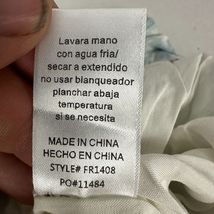 Lavara mano
con agua fria/
secar a extendido
no usar blanqueador
planchar abaja
temperatura
si se necesita
MADE IN CHINA
HECHO EN CHINA
STYLE# FR1408
PO#11484